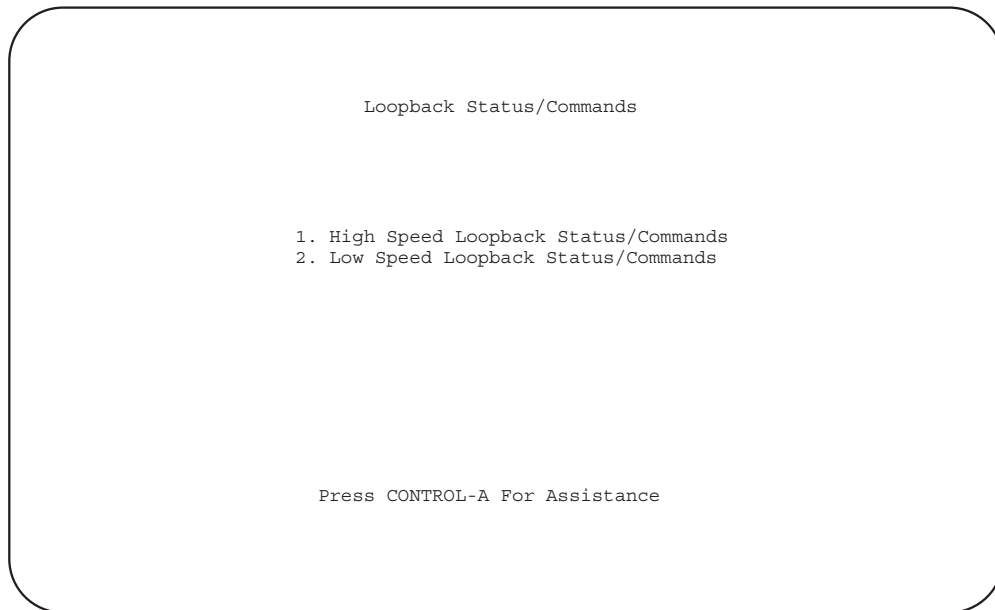 Loopback Status/Commands
1. High Speed Loopback Status/Commands
2. Low Speed Loopback Status/Commands
Press CONTROL-A For Assistance